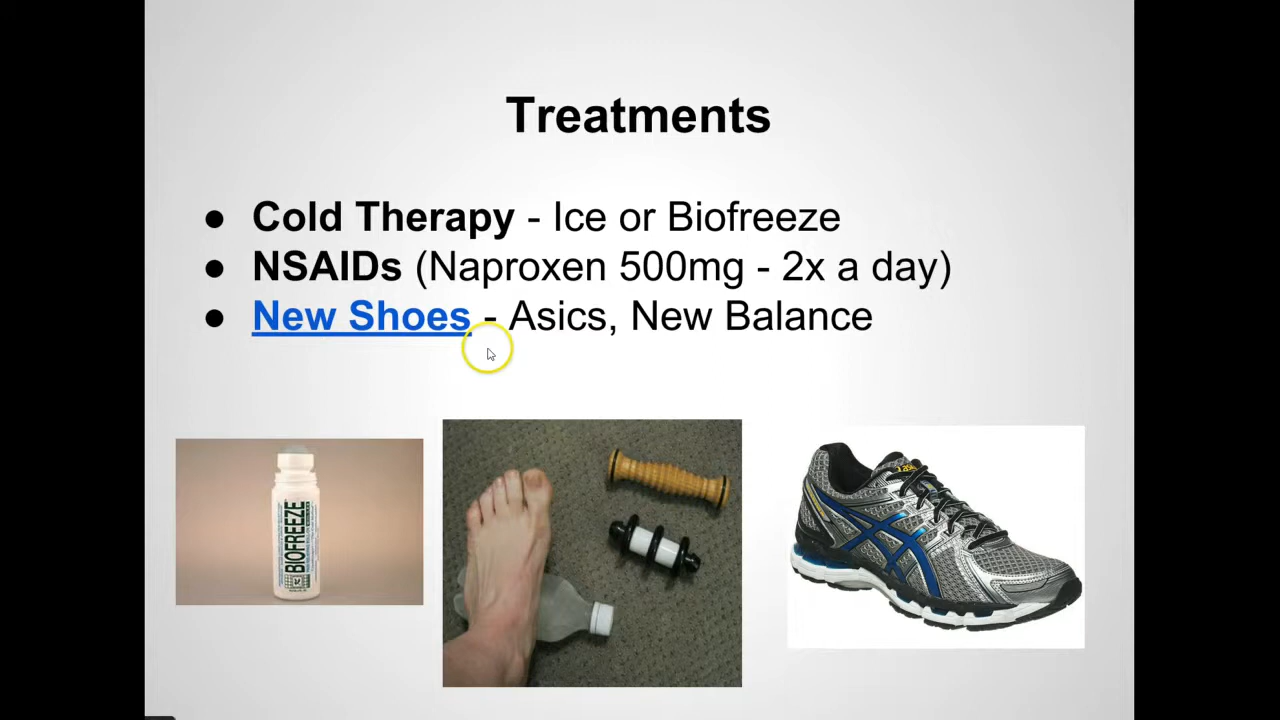 Treatments
● Cold Therapy - Ice or Biofreeze
● NSAIDs (Naproxen 500mg - 2x a day)
● New Shoes - Asics, New Balance
BIOFREEZE